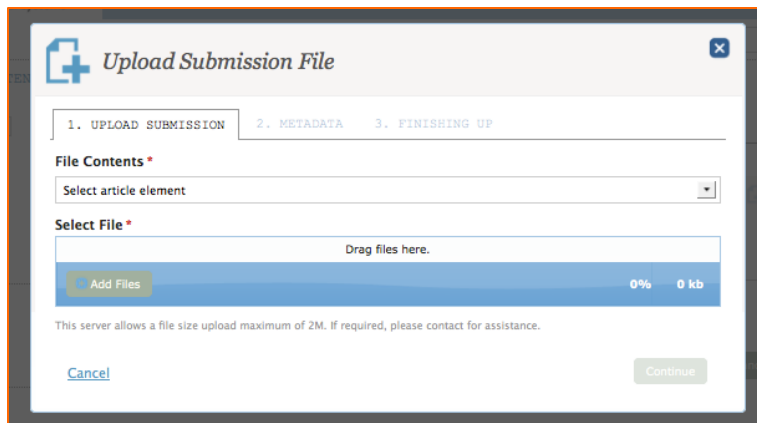 Upload Submission File
1. UPLOAD SUBMISSION 2. METADATA 3. FINISHING UP
File Contents *
Select article element
Select File *
Drag files here.
Add Files 0% 0 kb
This server allows a file size upload maximum of 2M. If required, please contact for assistance.
Cancel Continue